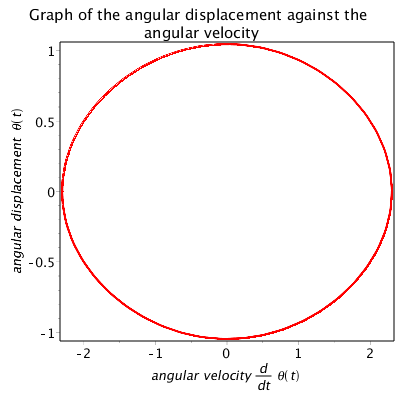 Graph of the angular displacement against the
angular velocity
1
0.5
0
-0.5
-1
angular displacement θ(t)
-2
-1
0
1
2
angular velocity d/dt θ(t)